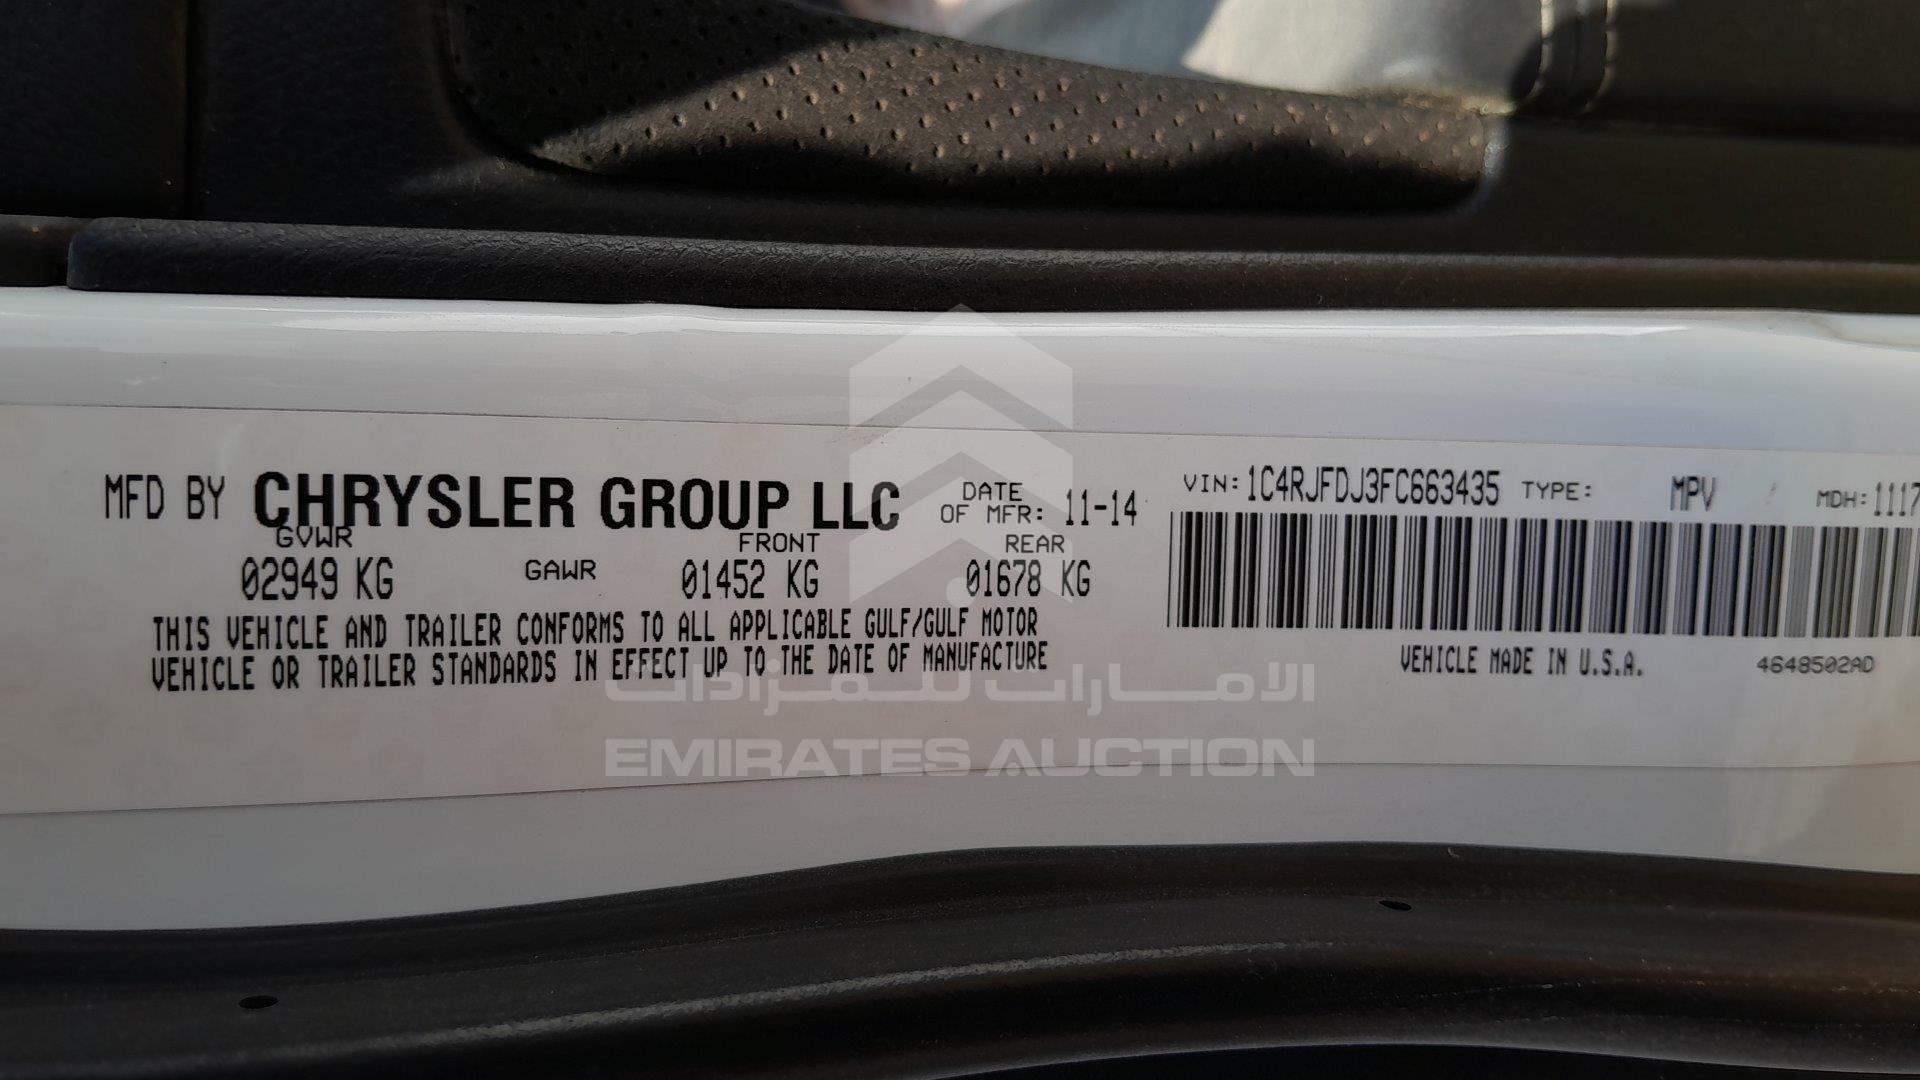 MFD BY CHRYSLER GROUP LLC DATE OF MFR: 11-14
GVWR FRONT REAR
02949 KG GAWR 01452 KG 01678 KG
THIS VEHICLE AND TRAILER CONFORMS TO ALL APPLICABLE GULF/GULF MOTOR
VEHICLE OR TRAILER STANDARDS IN EFFECT UP TO THE DATE OF MANUFACTURE
VIN: 1C4RJFDJ3FC663435 TYPE: MPV MDH: 1117
VEHICLE MADE IN U.S.A. 4648502AD
الامارات للمزادات
EMIRATES AUCTION